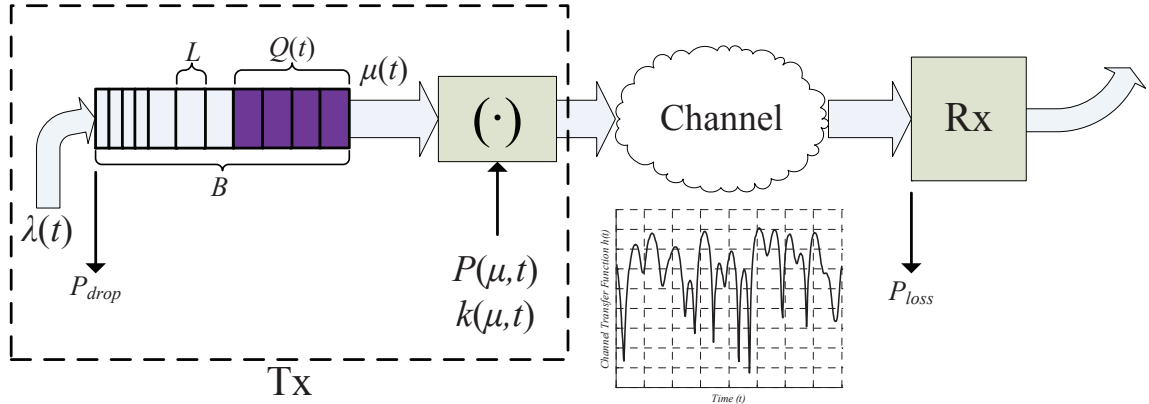 L
Q(t)
μ(t)
(·)
Channel
Rx
B
λ(t)
P_drop
P(μ,t)
k(μ,t)
P_loss
Channel Transfer Function h(t)
Time (t)
Tx